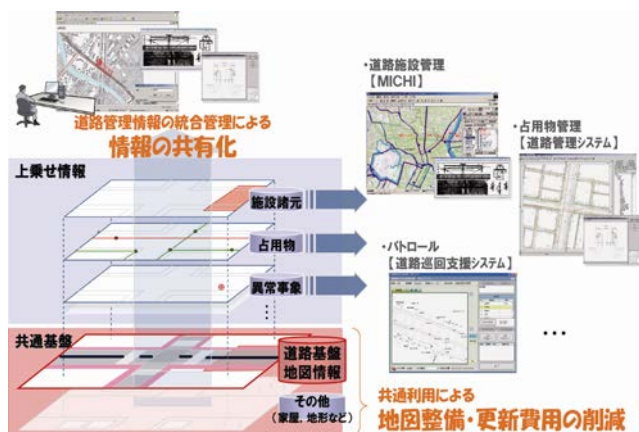 道路管理情報の統合管理による
情報の共有化
上乗せ情報
施設諸元
占用物
異常事象
共通基盤
道路基盤
地図情報
その他
(家屋、地形など)
・道路施設管理
【MICHI】
・占用物管理
【道路管理システム】
・パトロール
【道路巡回支援システム】
…
共通利用による
地図整備・更新費用の削減